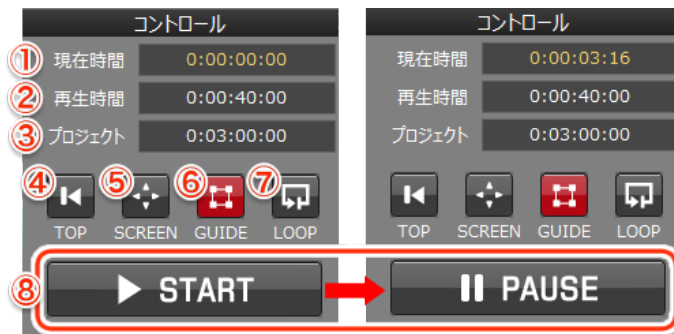 コントロール
① 現在時間 0:00:00:00
② 再生時間 0:00:40:00
③ プロジェクト 0:03:00:00
④ ⑤ ⑥ ⑦
TOP SCREEN GUIDE LOOP
⑧ START
コントロール
現在時間 0:00:03:16
再生時間 0:00:40:00
プロジェクト 0:03:00:00
TOP SCREEN GUIDE LOOP
PAUSE